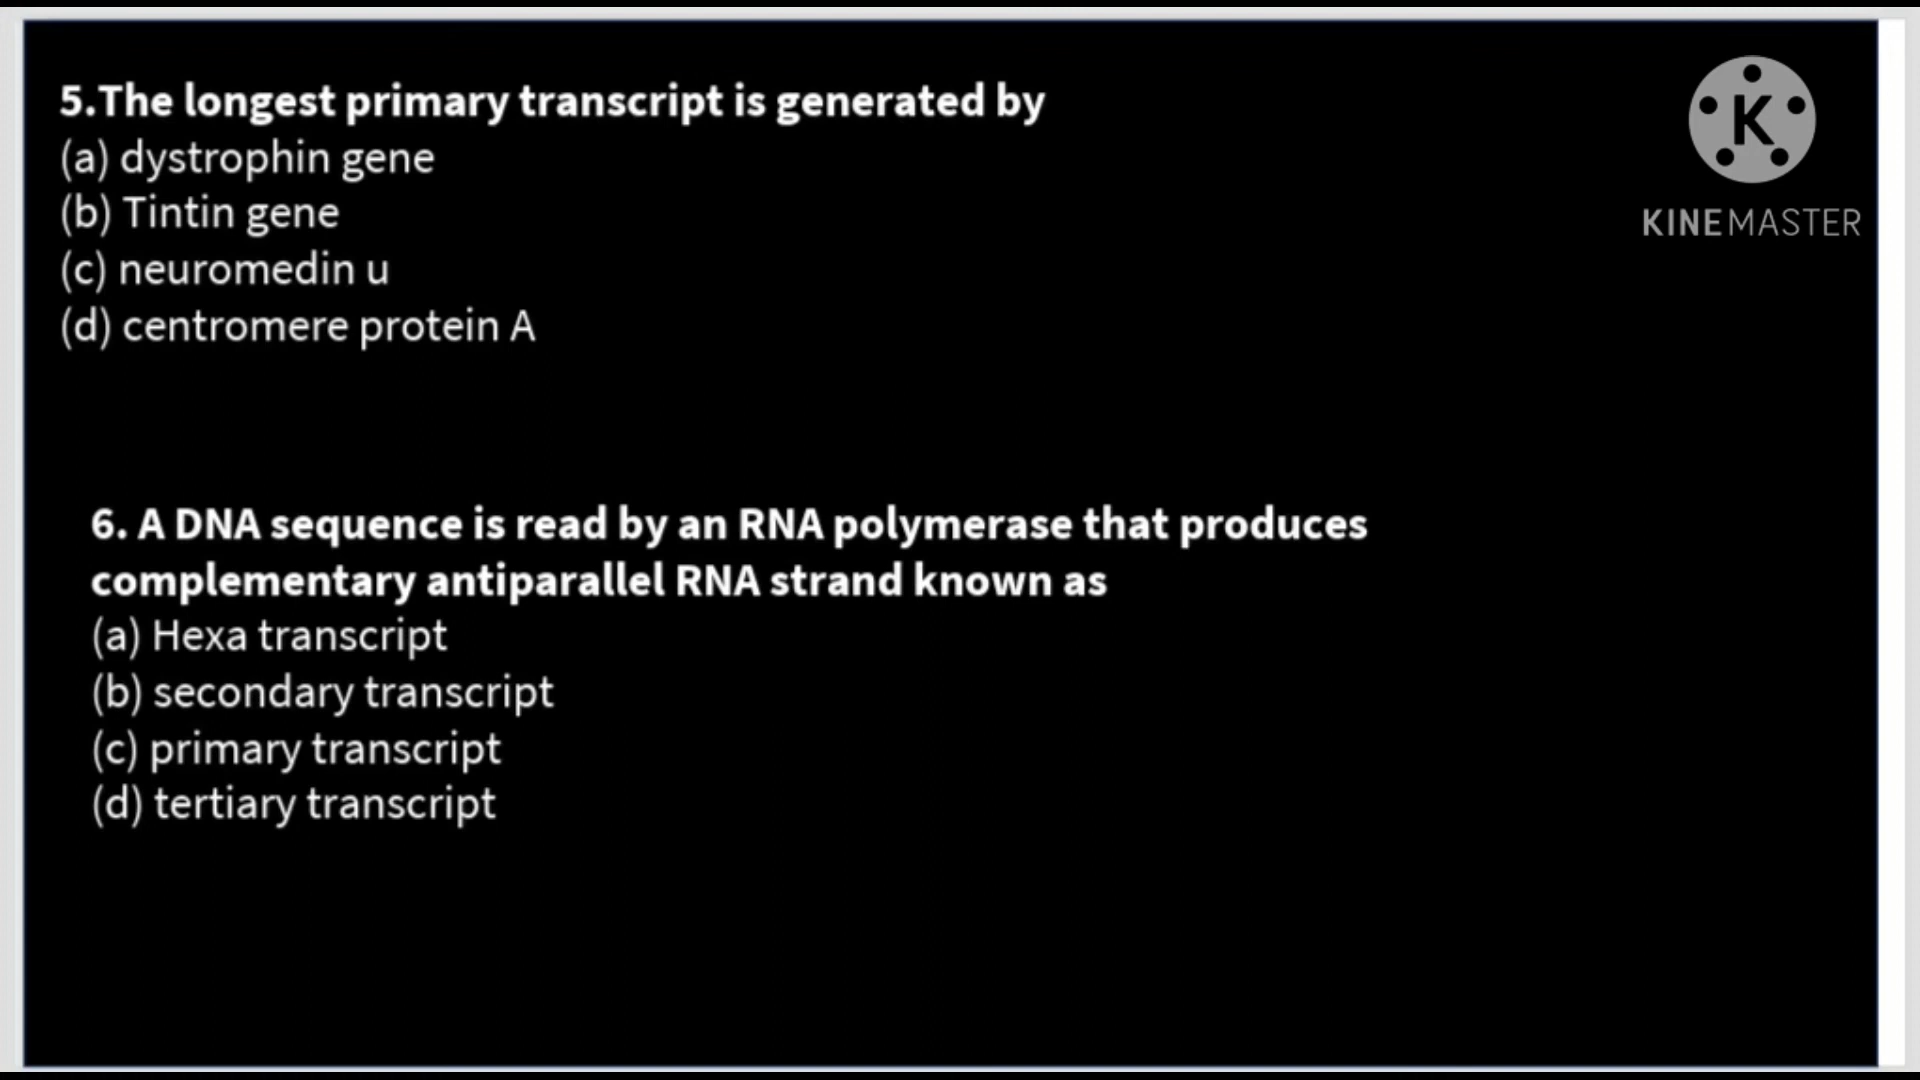 5.The longest primary transcript is generated by
(a) dystrophin gene
(b) Tintin gene
(c) neuromedin u
(d) centromere protein A
K
KINEMASTER
6. A DNA sequence is read by an RNA polymerase that produces
complementary antiparallel RNA strand known as
(a) Hexa transcript
(b) secondary transcript
(c) primary transcript
(d) tertiary transcript